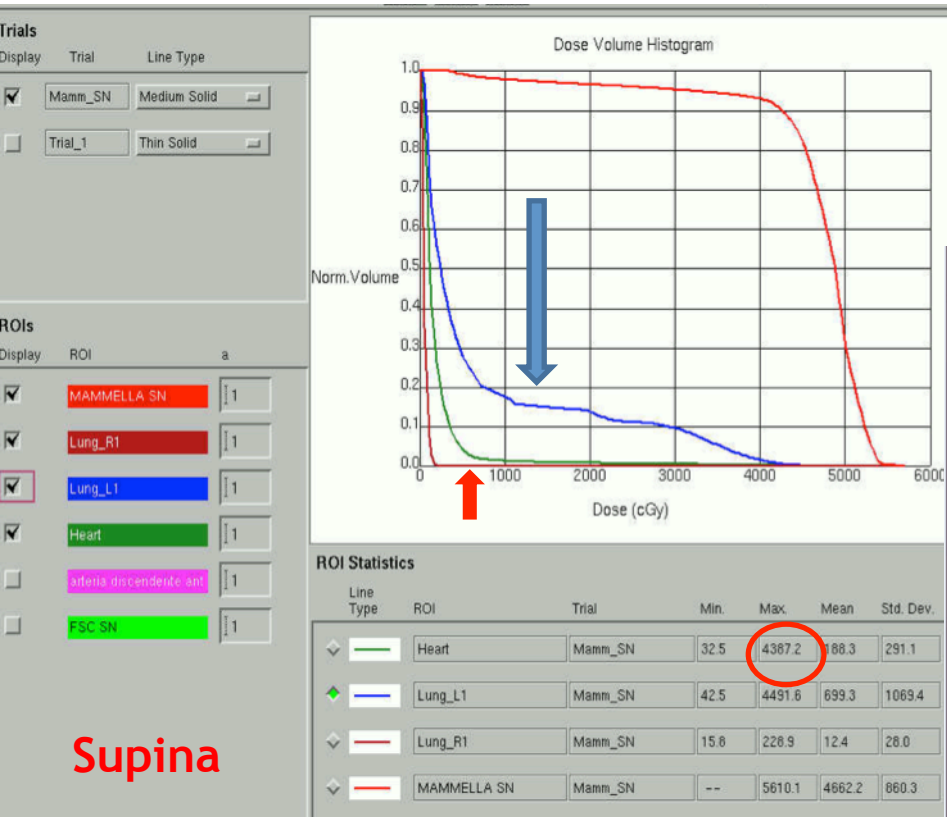 Trials
Display Trial Line Type
Mamm_SN Medium Solid
Trial_1 Thin Solid
ROIs
Display ROI a
MAMMELLA SN 1
Lung_R1 1
Lung_L1 1
Heart 1
arteria discendente ant 1
FSC SN 1
Supina
Dose Volume Histogram
1.0
0.9
0.8
0.7
0.6
Norm.Volume
0.5
0.4
0.3
0.2
0.1
0.0
0 1000 2000 3000 4000 5000 6000
Dose (cGy)
ROI Statistics
Line Type ROI Trial Min. Max. Mean Std. Dev.
Heart Mamm_SN 32.5 4387.2 188.3 291.1
Lung_L1 Mamm_SN 42.5 4491.6 699.3 1069.4
Lung_R1 Mamm_SN 15.8 228.9 12.4 28.0
MAMMELLA SN Mamm_SN -- 5610.1 4662.2 860.3